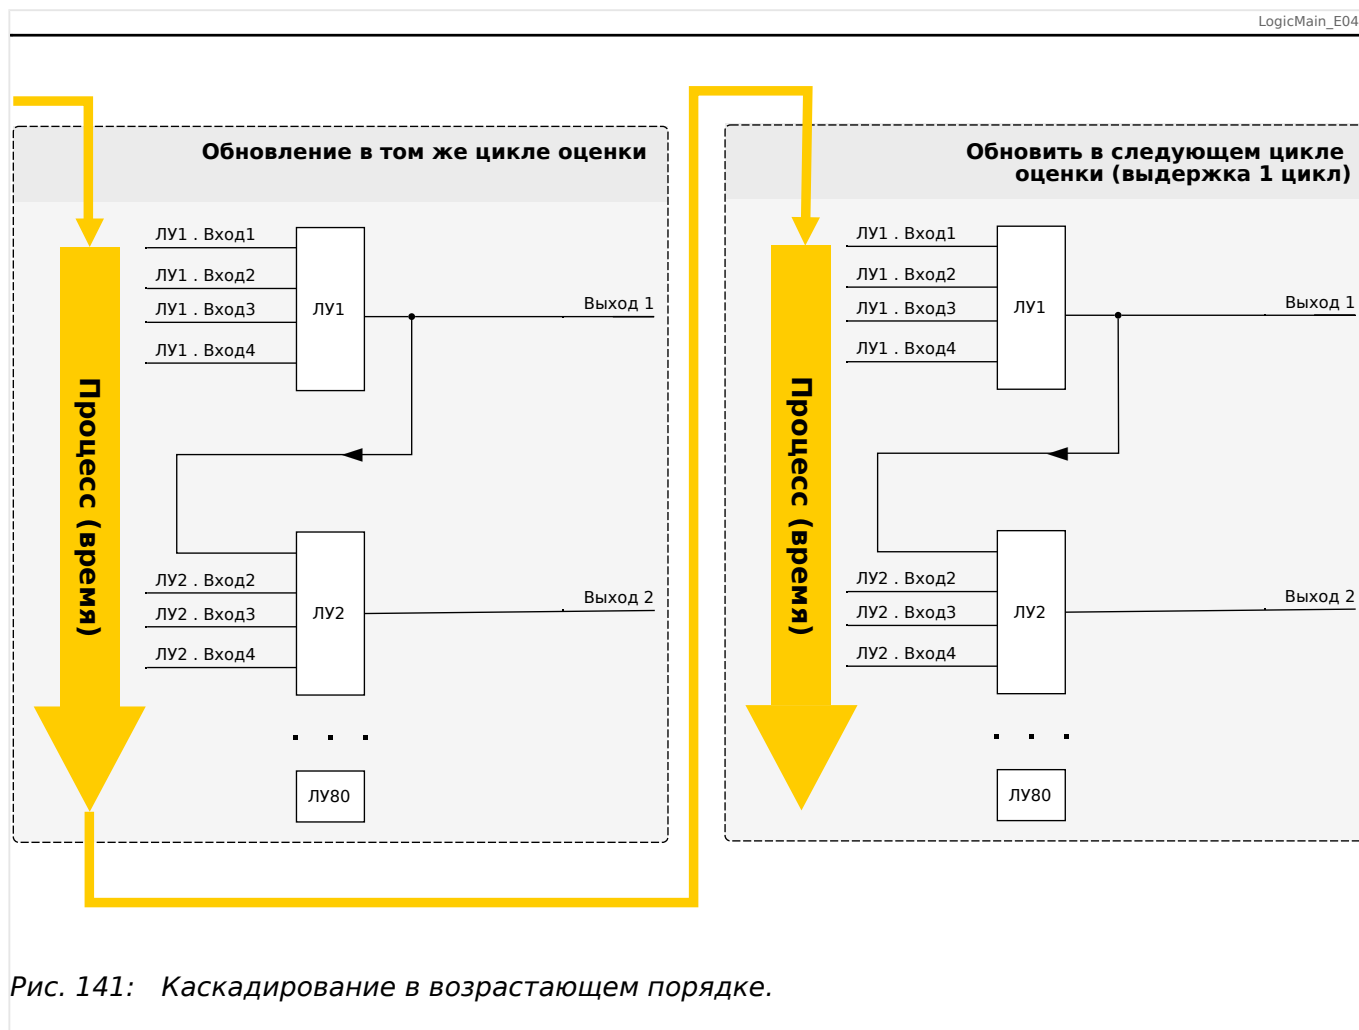 LogicMain_E04
Обновление в том же цикле оценки
ЛУ1 . Вход1
ЛУ1 . Вход2
ЛУ1 . Вход3
ЛУ1 . Вход4
ЛУ1
Выход 1
Процесс (время)
ЛУ2 . Вход2
ЛУ2 . Вход3
ЛУ2 . Вход4
ЛУ2
Выход 2
. . .
ЛУ80
Обновить в следующем цикле
оценки (выдержка 1 цикл)
ЛУ1 . Вход1
ЛУ1 . Вход2
ЛУ1 . Вход3
ЛУ1 . Вход4
ЛУ1
Выход 1
Процесс (время)
ЛУ2 . Вход2
ЛУ2 . Вход3
ЛУ2 . Вход4
ЛУ2
Выход 2
. . .
ЛУ80
Рис. 141: Каскадирование в возрастающем порядке.